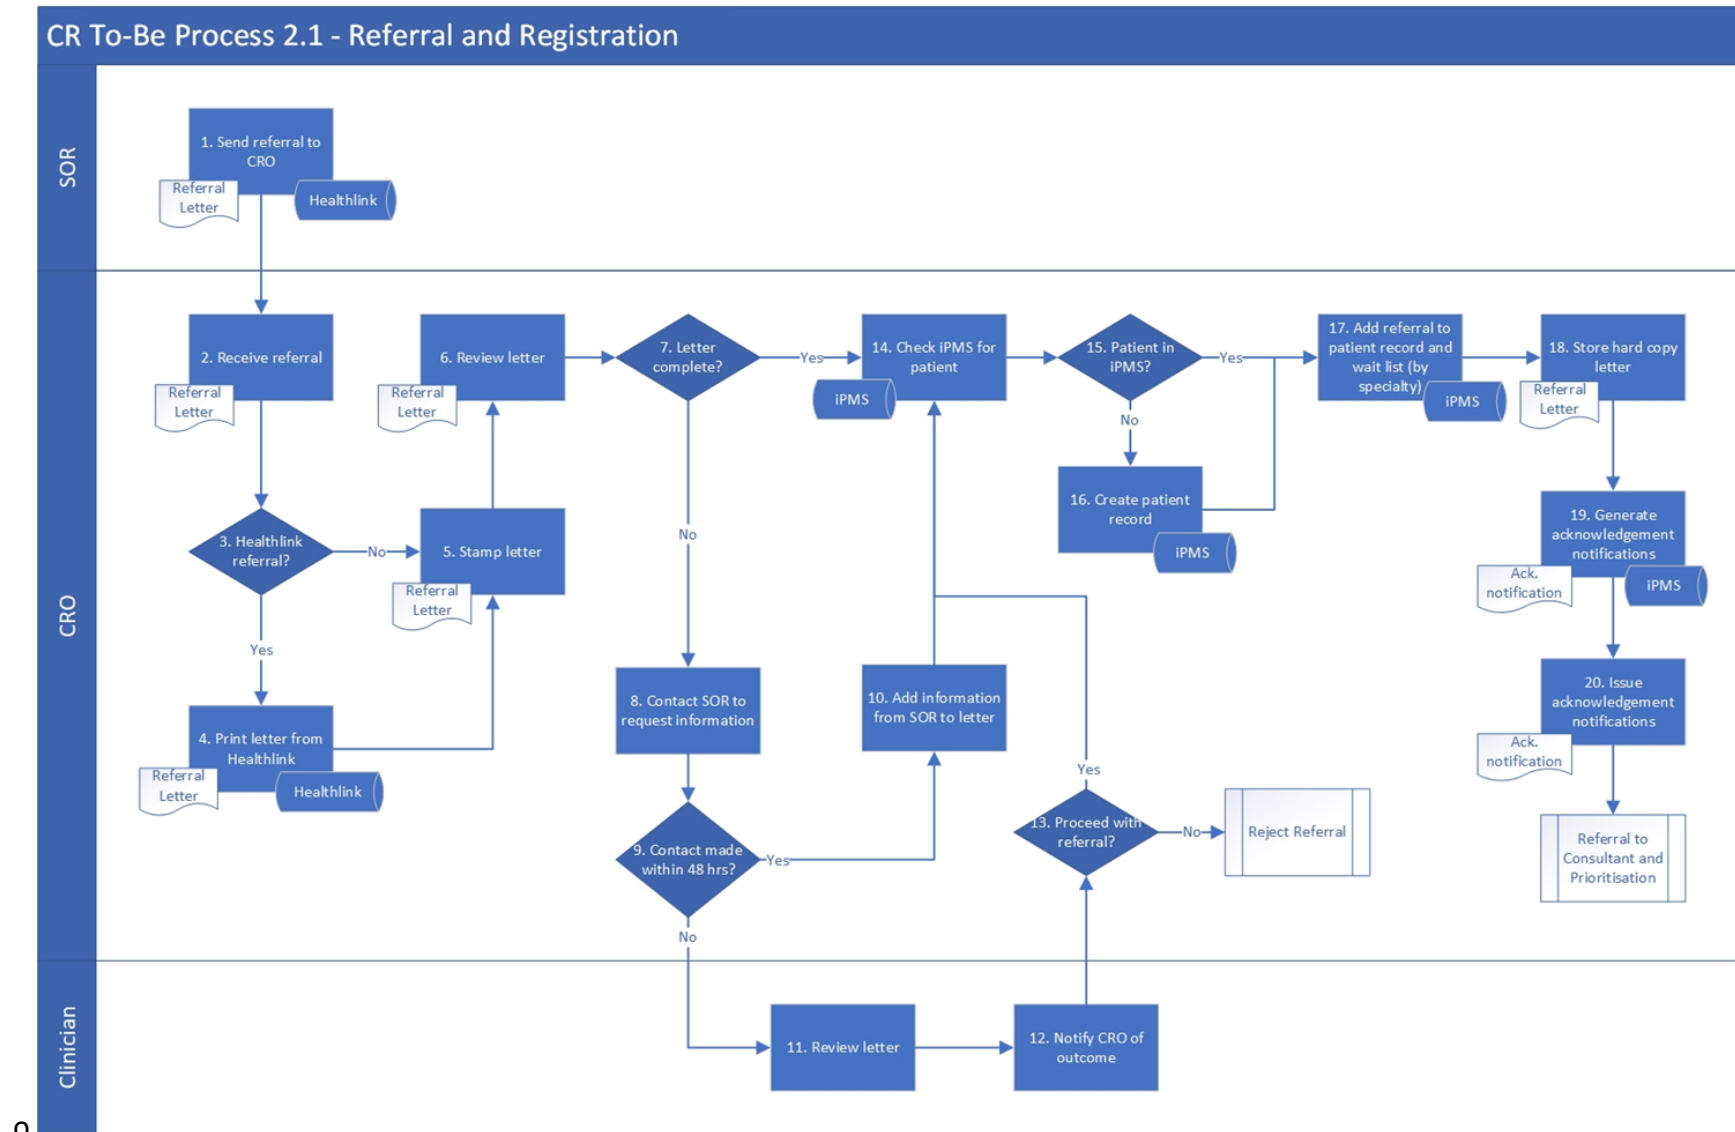 CR To-Be Process 2.1 - Referral and Registration
SOR
1. Send referral to
CRO
Referral
Letter
Healthlink
CRO
2. Receive referral
Referral
Letter
3. Healthlink
referral?
No
Yes
4. Print letter from
Healthlink
Referral
Letter
Healthlink
5. Stamp letter
Referral
Letter
6. Review letter
Referral
Letter
7. Letter
complete?
Yes
No
8. Contact SOR to
request information
9. Contact made
within 48 hrs?
Yes
No
10. Add information
from SOR to letter
13. Proceed with
referral?
Yes
No
Reject Referral
14. Check iPMS for
patient
iPMS
15. Patient in
iPMS?
Yes
No
16. Create patient
record
iPMS
17. Add referral to
patient record and
wait list (by
specialty)
iPMS
18. Store hard copy
letter
Referral
Letter
19. Generate
acknowledgement
notifications
Ack.
notification
iPMS
20. Issue
acknowledgement
notifications
Ack.
notification
Referral to
Consultant and
Prioritisation
Clinician
11. Review letter
12. Notify CRO of
outcome